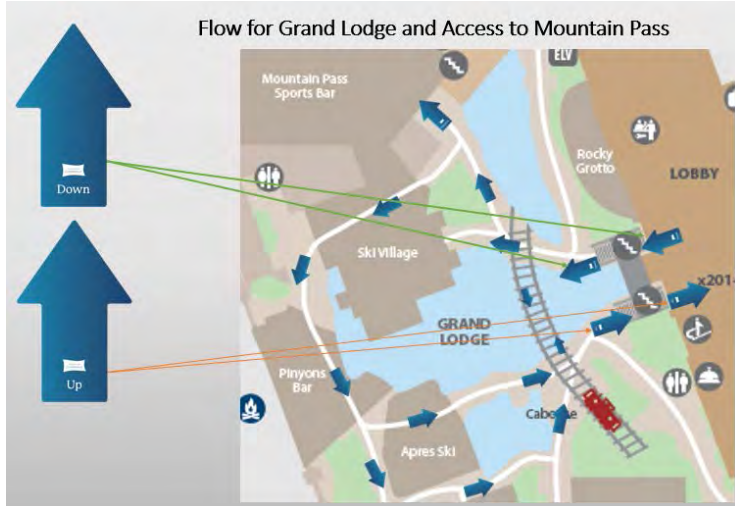 Flow for Grand Lodge and Access to Mountain Pass
ELV
Mountain Pass
Sports Bar
Rocky
Grotto
LOBBY
Down
Ski Village
x201
GRAND
LODGE
Up
Pinyons
Bar
Apres Ski